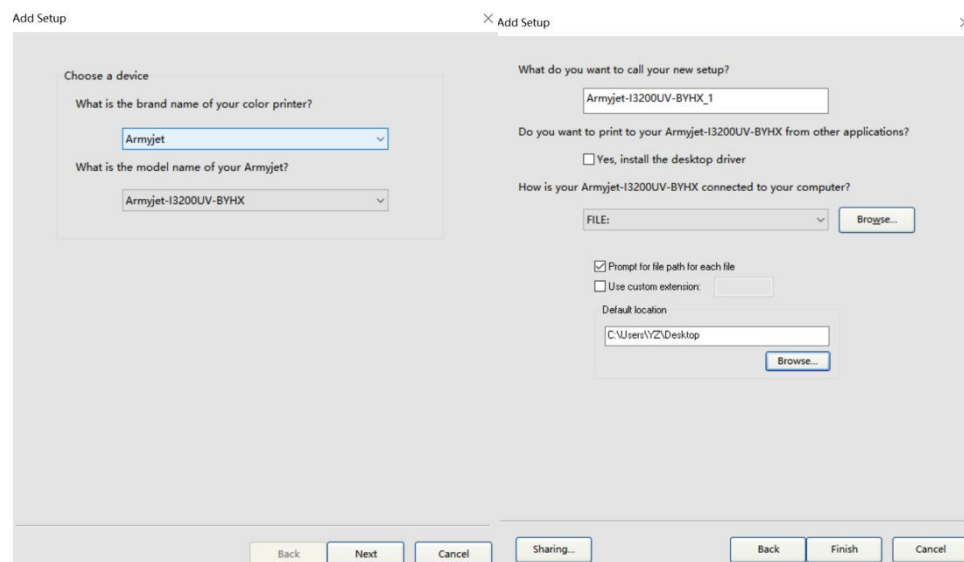 Add Setup
Choose a device
What is the brand name of your color printer?
Armyjet
What is the model name of your Armyjet?
Armyjet-I3200UV-BYHX
Back Next Cancel
Add Setup
What do you want to call your new setup?
Armyjet-I3200UV-BYHX_1
Do you want to print to your Armyjet-I3200UV-BYHX from other applications?
Yes, install the desktop driver
How is your Armyjet-I3200UV-BYHX connected to your computer?
FILE: Browse...
Prompt for file path for each file
Use custom extension:
Default location
C:\Users\YZ\Desktop
Browse...
Sharing... Back Finish Cancel